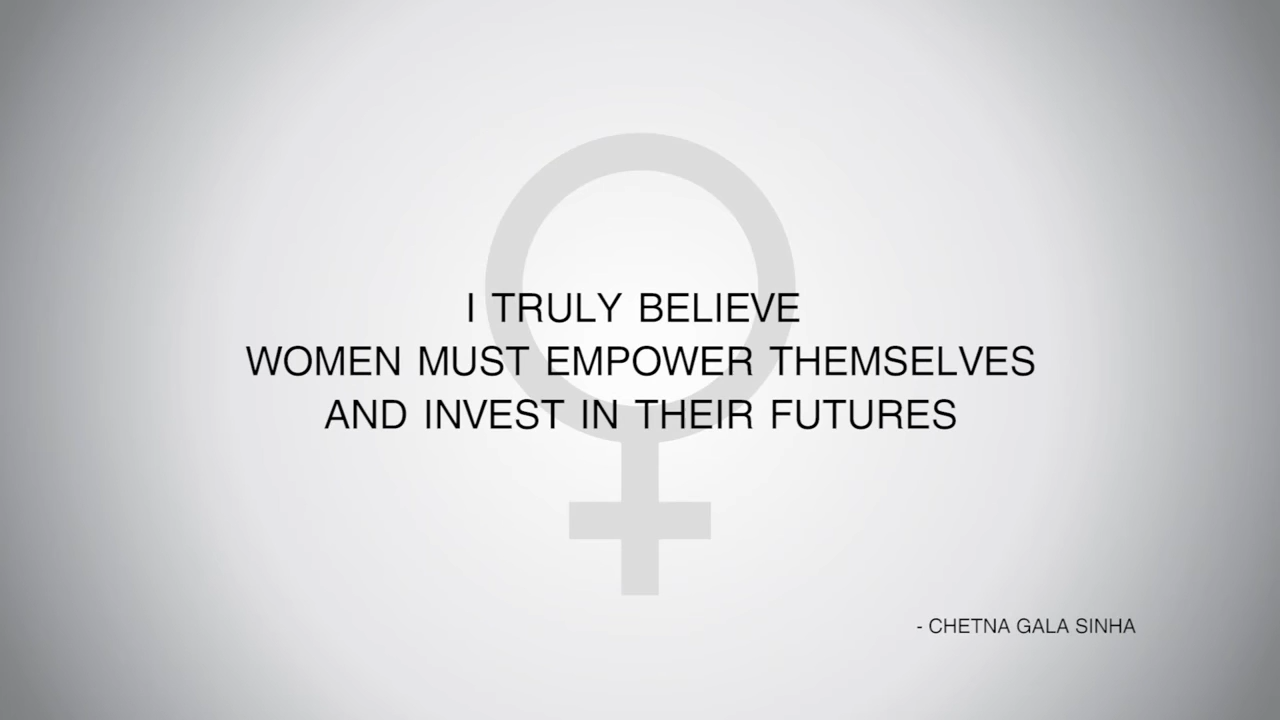 I TRULY BELIEVE
WOMEN MUST EMPOWER THEMSELVES
AND INVEST IN THEIR FUTURES
- CHETNA GALA SINHA